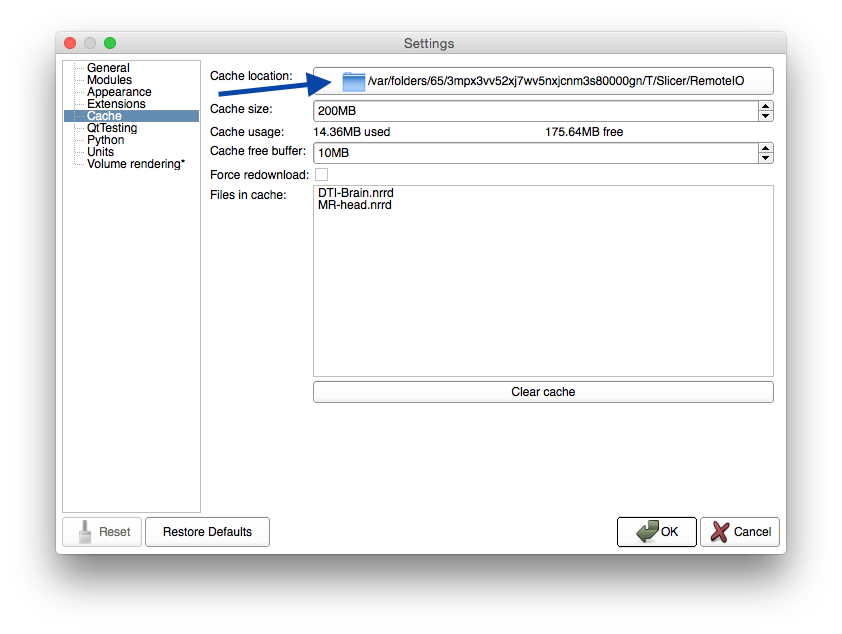 Settings
General
Modules
Appearance
Extensions
Cache
QtTesting
Python
Units
Volume rendering*
Cache location: /var/folders/65/3mpx3vv52xj7wv5nxjcnm3s80000gn/T/Slicer/RemoteIO
Cache size: 200MB
Cache usage: 14.36MB used 175.64MB free
Cache free buffer: 10MB
Force redownload:
Files in cache: DTI-Brain.nrrd
MR-head.nrrd
Clear cache
Reset Restore Defaults OK Cancel